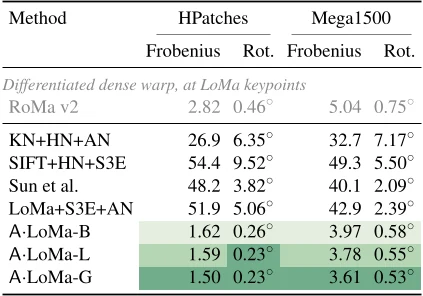 Method HPatches Mega1500
Frobenius Rot. Frobenius Rot.
Differentiated dense warp, at LoMa keypoints
RoMa v2 2.82 0.46° 5.04 0.75°
KN+HN+AN 26.9 6.35° 32.7 7.17°
SIFT+HN+S3E 54.4 9.52° 49.3 5.50°
Sun et al. 48.2 3.82° 40.1 2.09°
LoMa+S3E+AN 51.9 5.06° 42.9 2.39°
A·LoMa-B 1.62 0.26° 3.97 0.58°
A·LoMa-L 1.59 0.23° 3.78 0.55°
A·LoMa-G 1.50 0.23° 3.61 0.53°